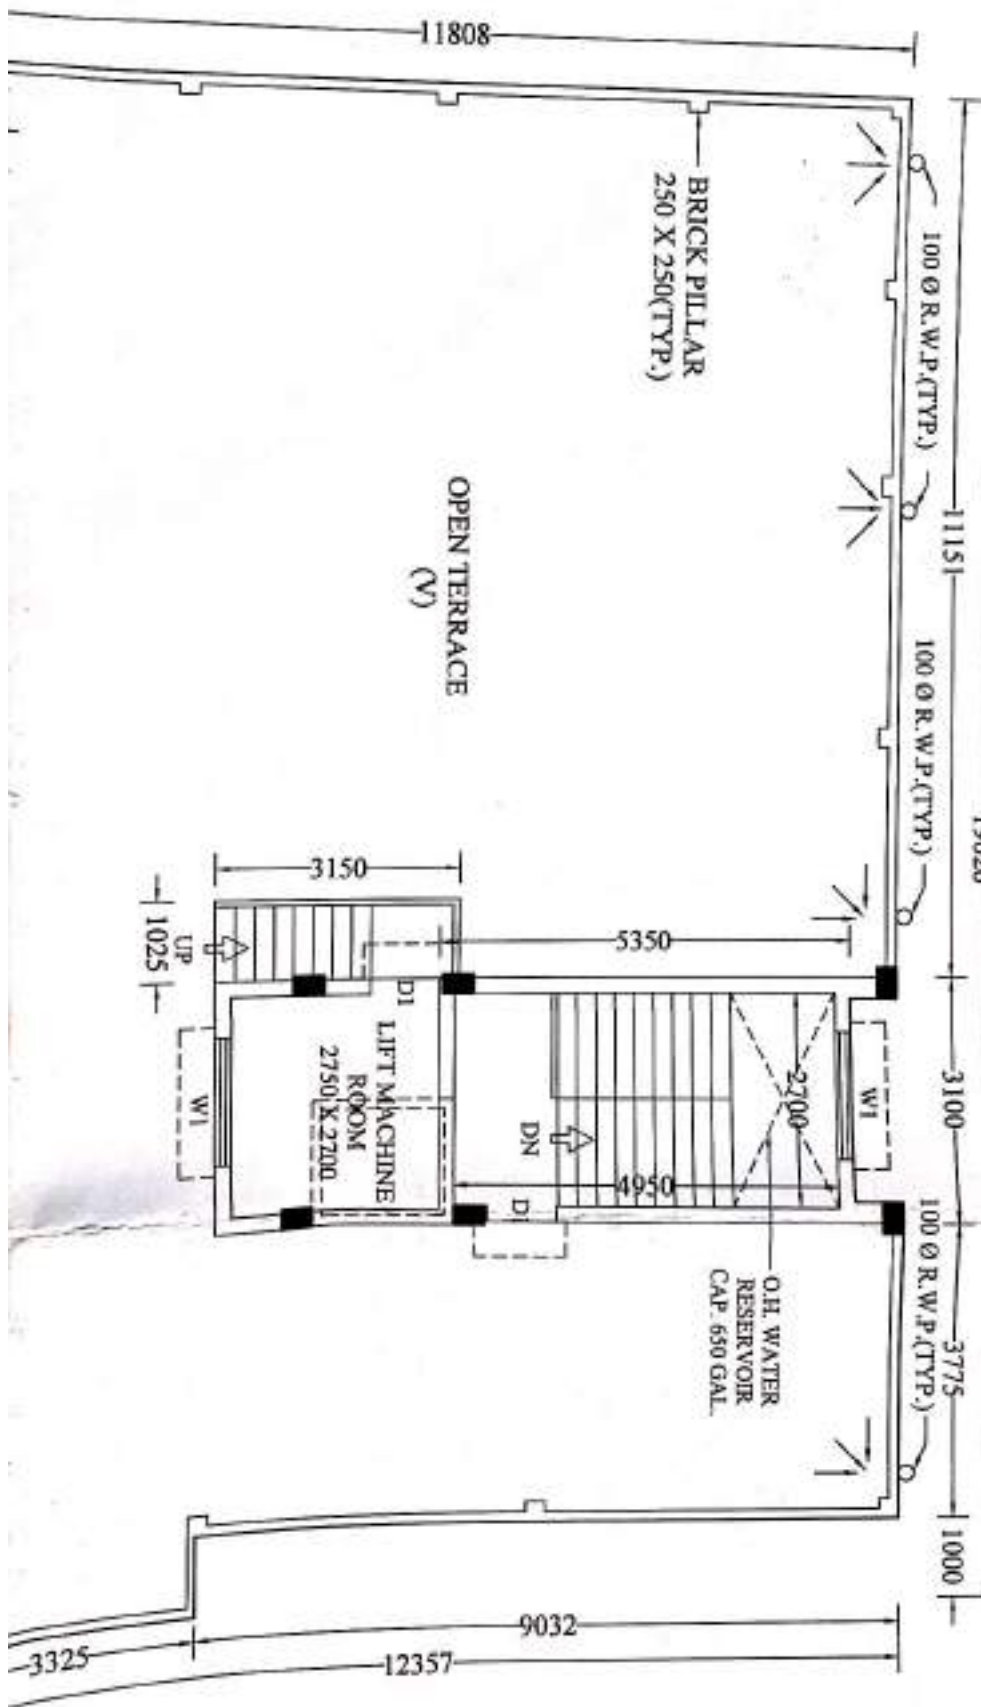 11808
BRICK PILLAR
250 X 250(TYP.)
100 Ø R.W.P.(TYP.)
11151
OPEN TERRACE
(V)
100 Ø R.W.P.(TYP.)
3150
5350
1025
UP
D1
LIFT MACHINE
ROOM
2750 X 2700
W1
DN
2700
W1
3100
4950
O.H. WATER
RESERVOIR
CAP. 650 GAL.
100 Ø R.W.P.(TYP.)
3775
1000
9032
3325
12357